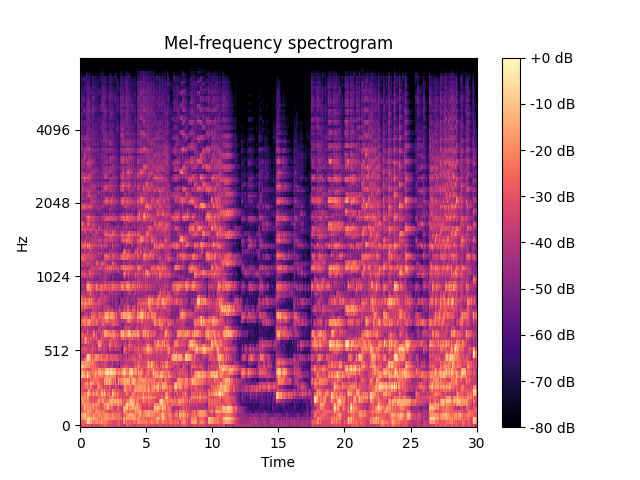 Mel-frequency spectrogram
Hz
4096
2048
1024
512
0
0 5 10 15 20 25 30
Time
+0 dB
-10 dB
-20 dB
-30 dB
-40 dB
-50 dB
-60 dB
-70 dB
-80 dB